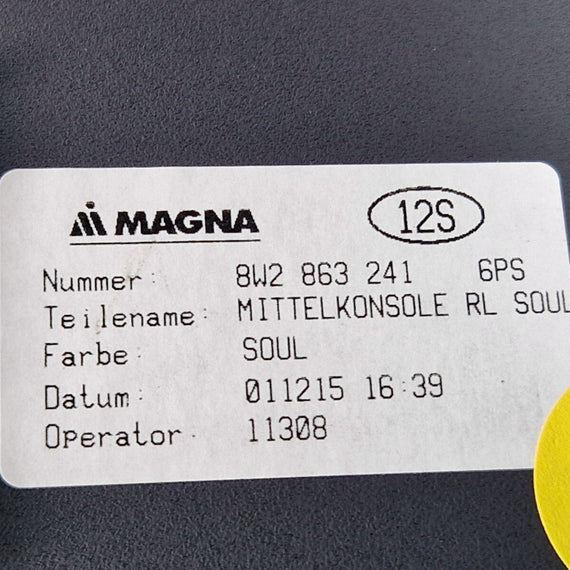 MAGNA 12S
Nummer: 8W2 863 241 6PS
Teilename: MITTELKONSOLE RL SOUL
Farbe: SOUL
Datum: 011215 16:39
Operator: 11308